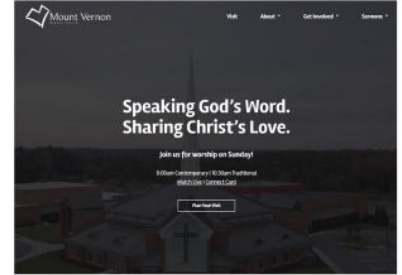 Mount Vernon
Visit
About
Get Involved
Sermons
Speaking God's Word.
Sharing Christ's Love.
Join us for worship on Sunday!
9:00am Contemporary | 10:30am Traditional
Watch Live | Connect Card
Plan Your Visit